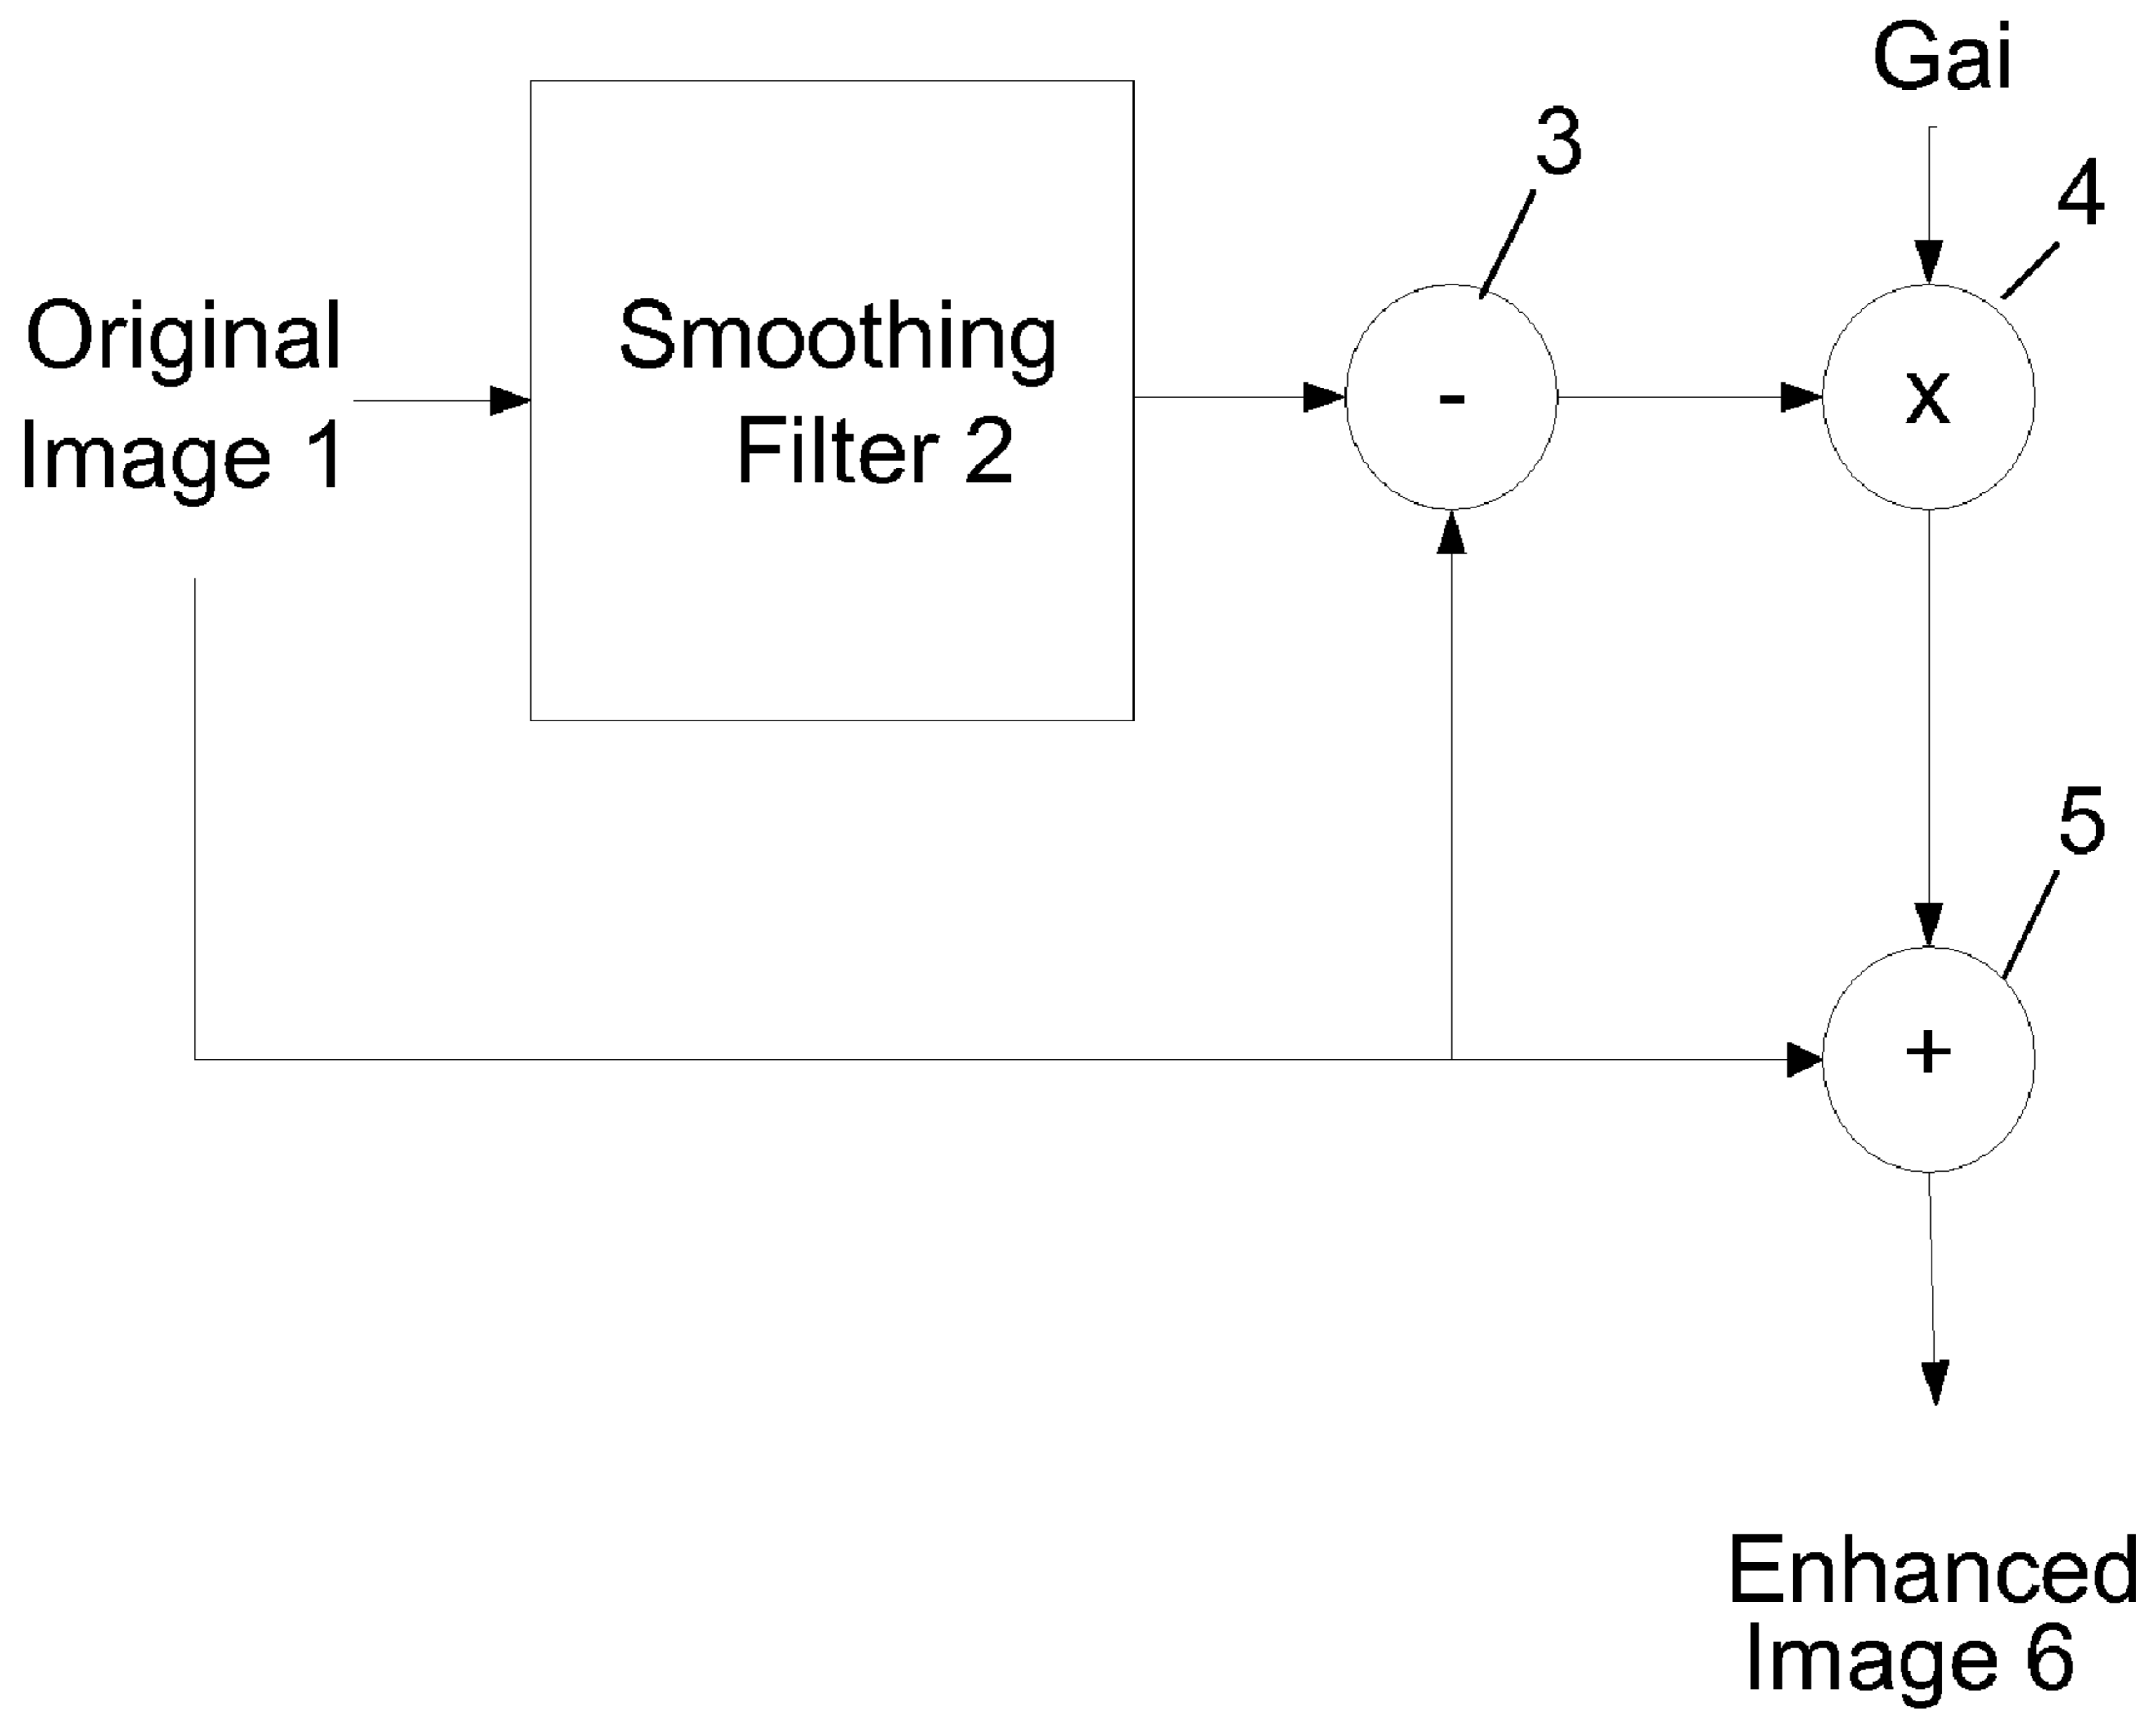 Gai
3
4
Original
Image 1
Smoothing
Filter 2
-
x
5
+
Enhanced
Image 6